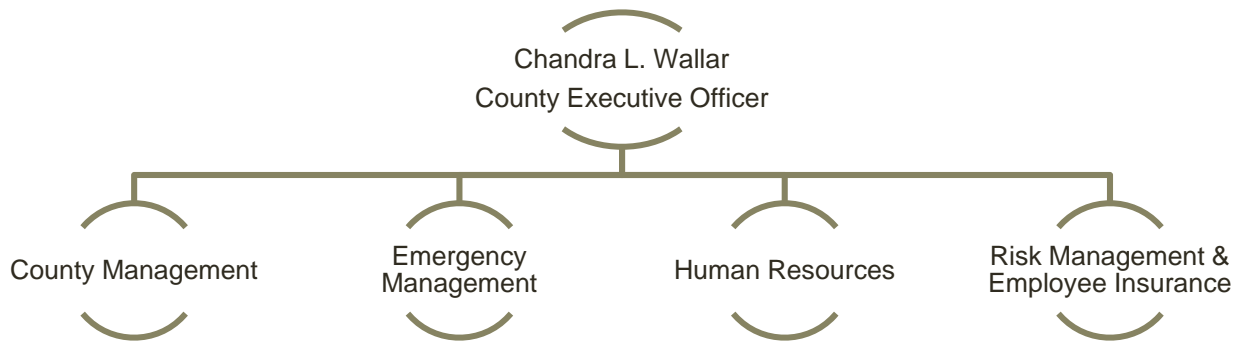 Chandra L. Wallar
County Executive Officer
County Management
Emergency
Management
Human Resources
Risk Management &
Employee Insurance